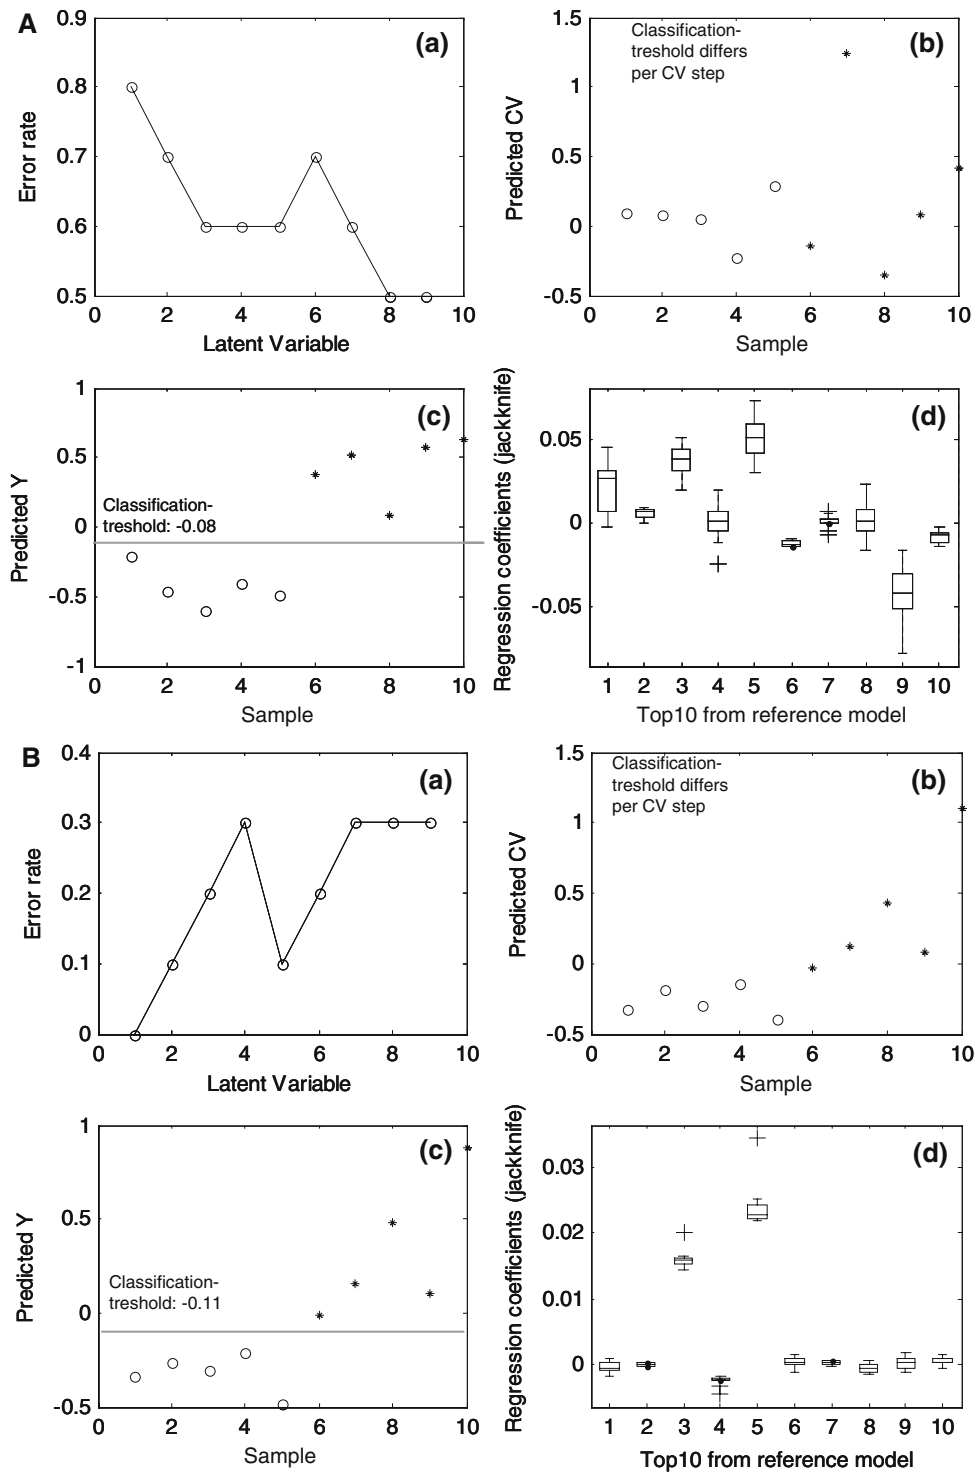 A
(a)
0.9
0.8
0.7
0.6
0.5
0 2 4 6 8 10
Error rate
Latent Variable
(b)
Classification-
treshold differs
per CV step
1.5
1
0.5
0
-0.5
0 2 4 6 8 10
Predicted CV
Sample
(c)
1
0.5
0
-0.5
-1
0 2 4 6 8 10
Predicted Y
Classification-
treshold: -0.08
Sample
(d)
0.05
0
-0.05
1 2 3 4 5 6 7 8 9 10
Regression coefficients (jackknife)
Top10 from reference model
B
(a)
0.4
0.3
0.2
0.1
0
0 2 4 6 8 10
Error rate
Latent Variable
(b)
Classification-
treshold differs
per CV step
1.5
1
0.5
0
-0.5
0 2 4 6 8 10
Predicted CV
Sample
(c)
1
0.5
0
-0.5
0 2 4 6 8 10
Predicted Y
Classification-
treshold: -0.11
Sample
(d)
0.03
0.02
0.01
0
1 2 3 4 5 6 7 8 9 10
Regression coefficients (jackknife)
Top10 from reference model